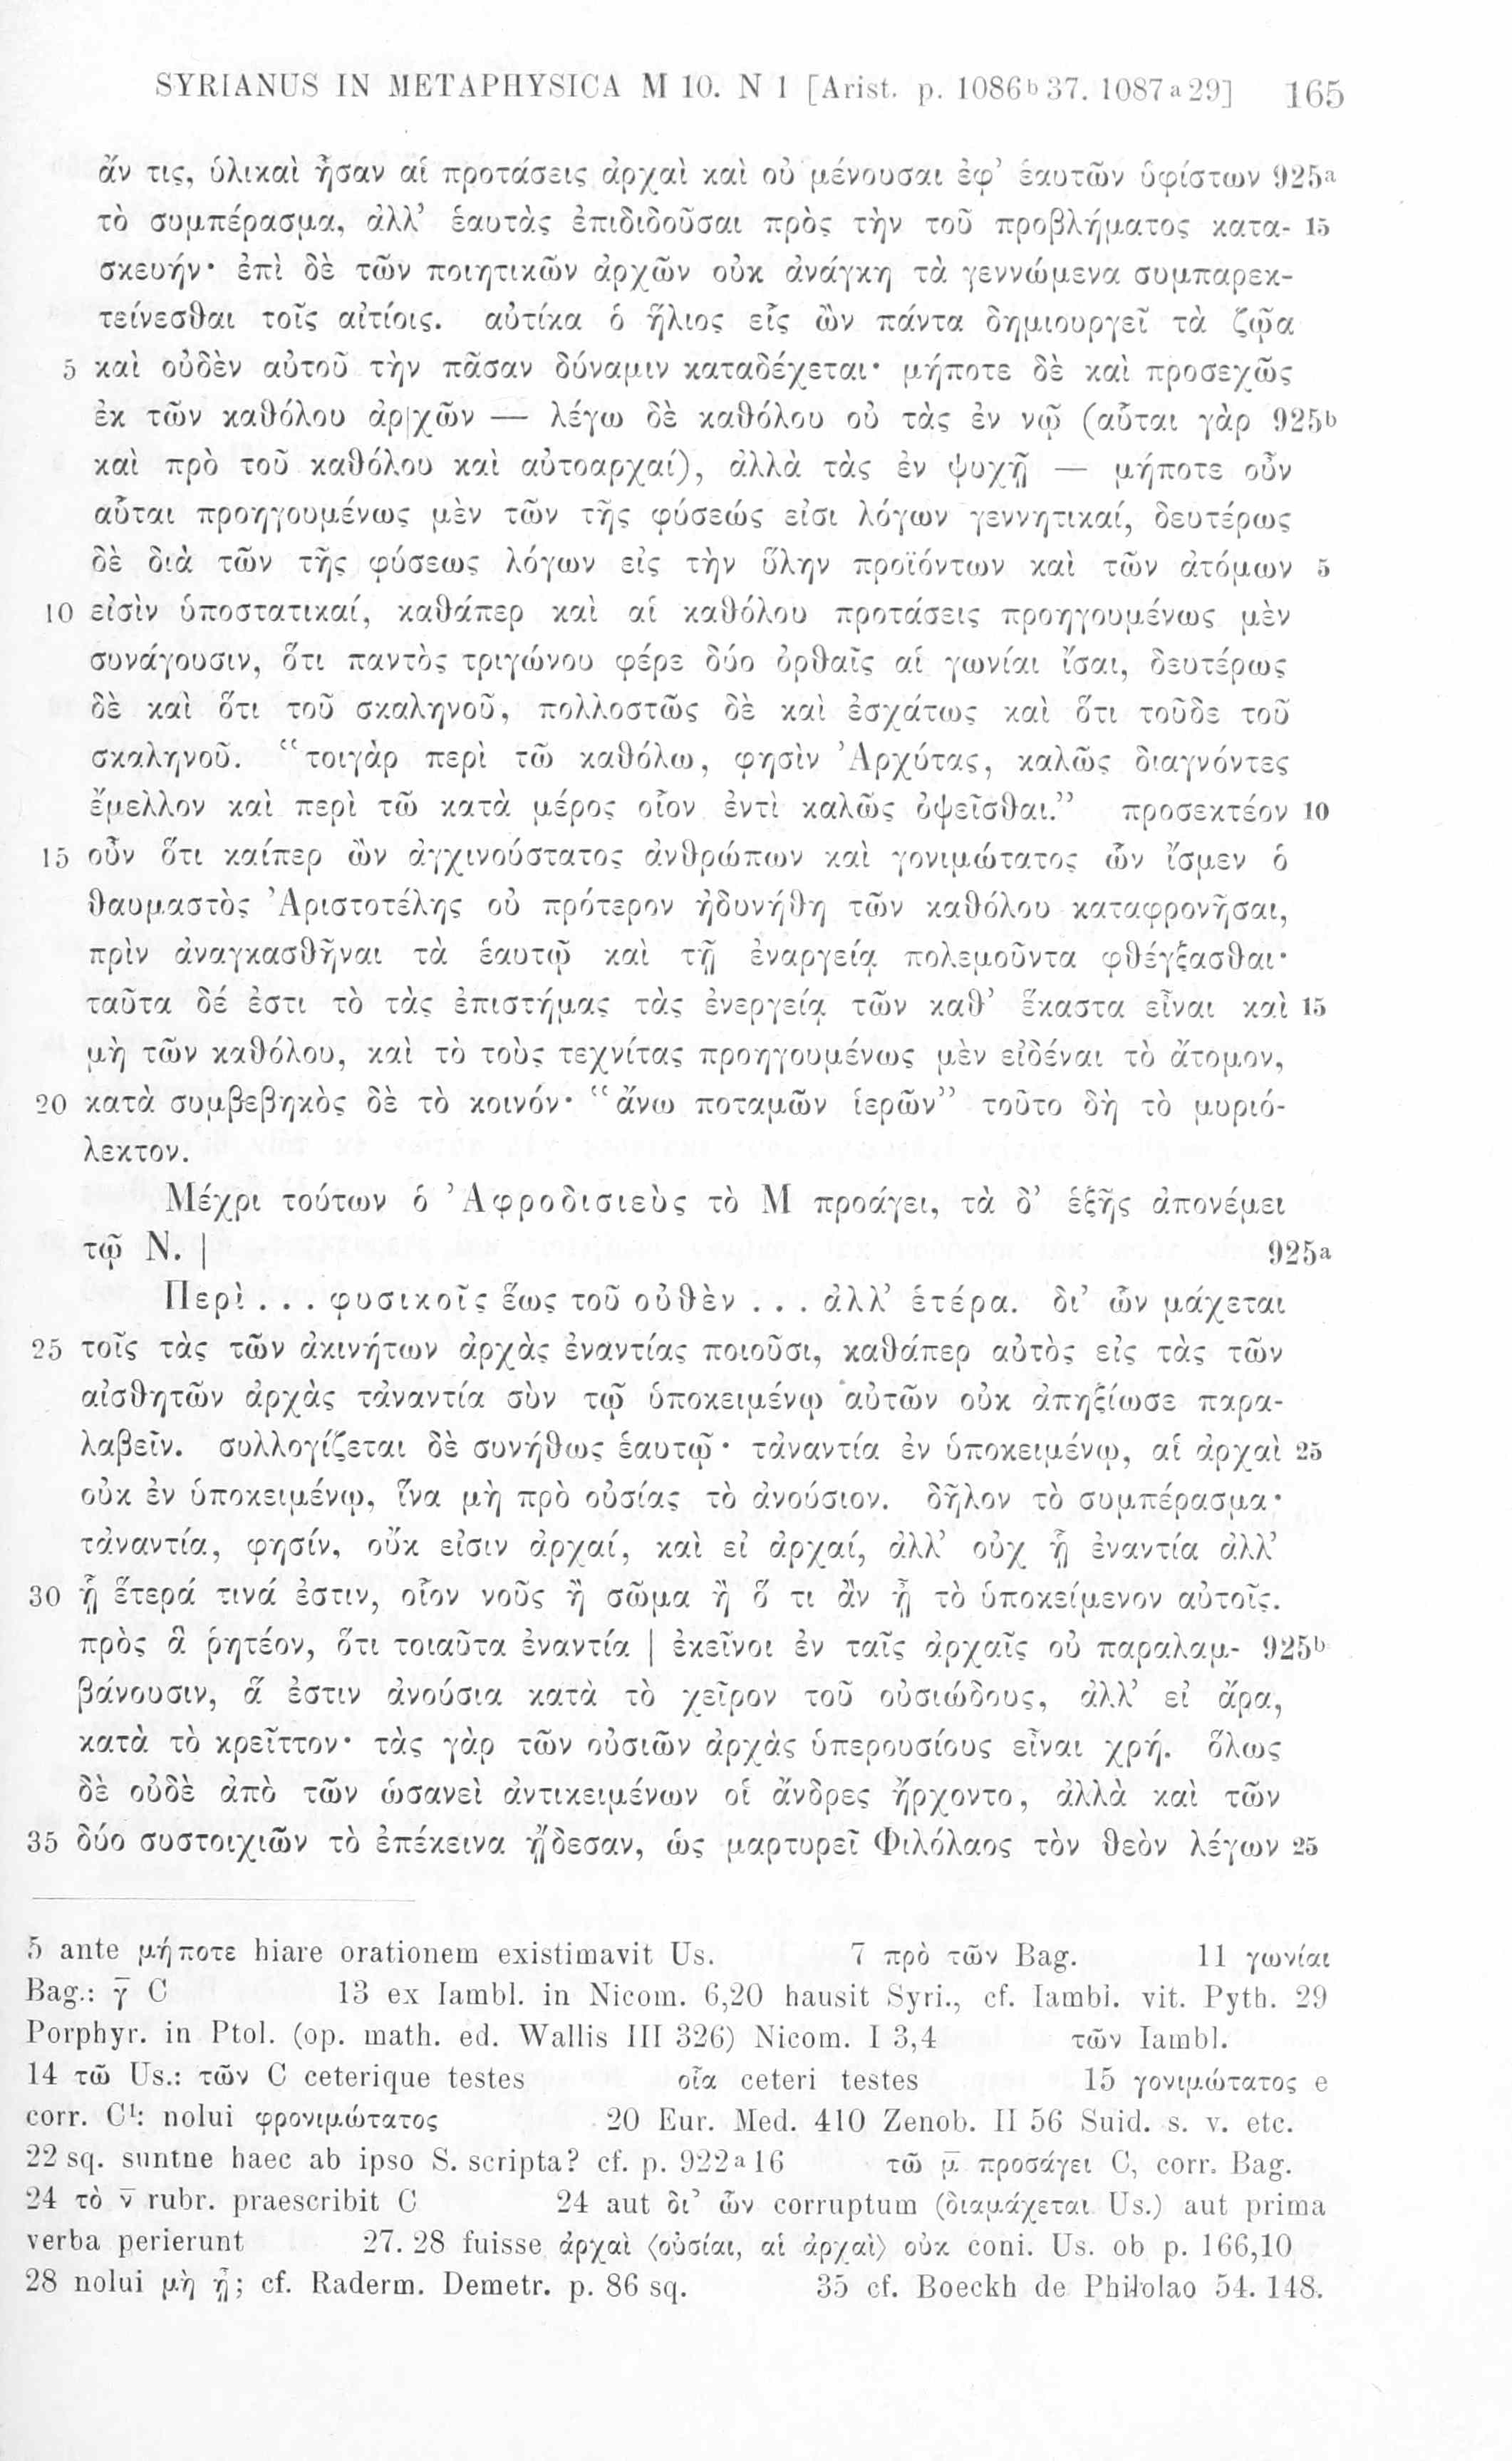 SYRIANUS IN METAPHYSICA M 10. N 1 [Arist. p. 1086ᵇ37. 1087ᵃ29] 165
ἄν τις, ὑλικαὶ ἦσαν αἱ προτάσεις ἀρχαὶ καὶ οὐ μένουσαι ἐφ’ ἑαυτῶν ὑφίστων 925ᵃ
τὸ συμπέρασμα, ἀλλ’ ἑαυτὰς ἐπιδιδοῦσαι πρὸς τὴν τοῦ προβλήματος κατα- 15
σκευήν· ἐπὶ δὲ τῶν ποιητικῶν ἀρχῶν οὐκ ἀνάγκη τὰ γεννώμενα συμπαρεκ-
τείνεσθαι τοῖς αἰτίοις. αὐτίκα ὁ ἥλιος εἷς ὢν πάντα δημιουργεῖ τὰ ζῷα
5 καὶ οὐδὲν αὐτοῦ τὴν πᾶσαν δύναμιν καταδέχεται· μήποτε δὲ καὶ προσεχῶς
ἐκ τῶν καθόλου ἀρ|χῶν — λέγω δὲ καθόλου οὐ τὰς ἐν νῷ (αὗται γὰρ 925ᵇ
καὶ πρὸ τοῦ καθόλου καὶ αὐτοαρχαί), ἀλλὰ τὰς ἐν ψυχῇ — μήποτε οὖν
αὗται προηγουμένως μὲν τῶν τῆς φύσεώς εἰσι λόγων γεννητικαί, δευτέρως
δὲ διὰ τῶν τῆς φύσεως λόγων εἰς τὴν ὕλην προϊόντων καὶ τῶν ἀτόμων 5
10 εἰσὶν ὑποστατικαί, καθάπερ καὶ αἱ καθόλου προτάσεις προηγουμένως μὲν
συνάγουσιν, ὅτι παντὸς τριγώνου φέρε δύο ὀρθαῖς αἱ γωνίαι ἴσαι, δευτέρως
δὲ καὶ ὅτι τοῦ σκαληνοῦ, πολλοστῶς δὲ καὶ ἐσχάτως καὶ ὅτι τοῦδε τοῦ
σκαληνοῦ. “τοιγὰρ περὶ τῶ καθόλω, φησὶν Ἀρχύτας, καλῶς διαγνόντες
ἔμελλον καὶ περὶ τῶ κατὰ μέρος οἷον ἐντὶ καλῶς ὀψεῖσθαι.” προσεκτέον 10
15 οὖν ὅτι καίπερ ὢν ἀγχινούστατος ἀνθρώπων καὶ γονιμώτατος ὧν ἴσμεν ὁ
θαυμαστὸς Ἀριστοτέλης οὐ πρότερον ἠδυνήθη τῶν καθόλου καταφρονῆσαι,
πρὶν ἀναγκασθῆναι τὰ ἑαυτῷ καὶ τῇ ἐναργείᾳ πολεμοῦντα φθέγξασθαι·
ταῦτα δέ ἐστι τὸ τὰς ἐπιστήμας τὰς ἐνεργείᾳ τῶν καθ’ ἕκαστα εἶναι καὶ 15
μὴ τῶν καθόλου, καὶ τὸ τοὺς τεχνίτας προηγουμένως μὲν εἰδέναι τὸ ἄτομον,
20 κατὰ συμβεβηκὸς δὲ τὸ κοινόν· “ἄνω ποταμῶν ἱερῶν” τοῦτο δὴ τὸ μυριό-
λεκτον.
Μέχρι τούτων ὁ Ἀφροδισιεὺς τὸ Μ προάγει, τὰ δ’ ἑξῆς ἀπονέμει
τῷ Ν. | 925ᵃ
Περὶ . . . φυσικοῖς ἕως τοῦ οὐθὲν . . . ἀλλ’ ἑτέρα. δι’ ὧν μάχεται
25 τοῖς τὰς τῶν ἀκινήτων ἀρχὰς ἐναντίας ποιοῦσι, καθάπερ αὐτὸς εἰς τὰς τῶν
αἰσθητῶν ἀρχὰς τἀναντία σὺν τῷ ὑποκειμένῳ αὐτῶν οὐκ ἀπηξίωσε παρα-
λαβεῖν. συλλογίζεται δὲ συνήθως ἑαυτῷ· τἀναντία ἐν ὑποκειμένῳ, αἱ ἀρχαὶ 25
οὐκ ἐν ὑποκειμένῳ, ἵνα μὴ πρὸ οὐσίας τὸ ἀνούσιον. δῆλον τὸ συμπέρασμα·
τἀναντία, φησίν, οὔκ εἰσιν ἀρχαί, καὶ εἰ ἀρχαί, ἀλλ’ οὐχ ᾗ ἐναντία ἀλλ’
30 ᾗ ἕτερά τινά ἐστιν, οἷον νοῦς ἢ σῶμα ἢ ὅ τι ἂν ᾖ τὸ ὑποκείμενον αὐτοῖς.
πρὸς ἃ ῥητέον, ὅτι τοιαῦτα ἐναντία | ἐκεῖνοι ἐν ταῖς ἀρχαῖς οὐ παραλαμ- 925ᵇ
βάνουσιν, ἅ ἐστιν ἀνούσια κατὰ τὸ χεῖρον τοῦ οὐσιώδους, ἀλλ’ εἰ ἄρα,
κατὰ τὸ κρεῖττον· τὰς γὰρ τῶν οὐσιῶν ἀρχὰς ὑπερουσίους εἶναι χρή. ὅλως
δὲ οὐδὲ ἀπὸ τῶν ὡσανεὶ ἀντικειμένων οἱ ἄνδρες ἤρχοντο, ἀλλὰ καὶ τῶν
35 δύο συστοιχιῶν τὸ ἐπέκεινα ᾔδεσαν, ὡς μαρτυρεῖ Φιλόλαος τὸν θεὸν λέγων 25
5 ante μήποτε hiare orationem existimavit Us. 7 πρὸ τῶν Bag. 11 γωνίαι
Bag.: γ̅ C 13 ex Iambl. in Nicom. 6,20 hausit Syri., cf. Iambl. vit. Pyth. 29
Porphyr. in Ptol. (op. math. ed. Wallis III 326) Nicom. I 3,4 τῶν Iambl.
14 τῶ Us.: τῶν C ceterique testes οἷα ceteri testes 15 γονιμώτατος e
corr. C¹: nolui φρονιμώτατος 20 Eur. Med. 410 Zenob. II 56 Suid. s. v. etc.
22 sq. suntne haec ab ipso S. scripta? cf. p. 922ᵃ16 τῶ μ̅ προσάγει C, corr. Bag.
24 τὸ ν̅ rubr. praescribit C 24 aut δι’ ὧν corruptum (διαμάχεται Us.) aut prima
verba perierunt 27. 28 fuisse ἀρχαὶ ⟨οὐσίαι, αἱ ἀρχαὶ⟩ οὐκ coni. Us. ob p. 166,10
28 nolui μὴ ᾖ; cf. Raderm. Demetr. p. 86 sq. 35 cf. Boeckh de Philolao 54. 148.